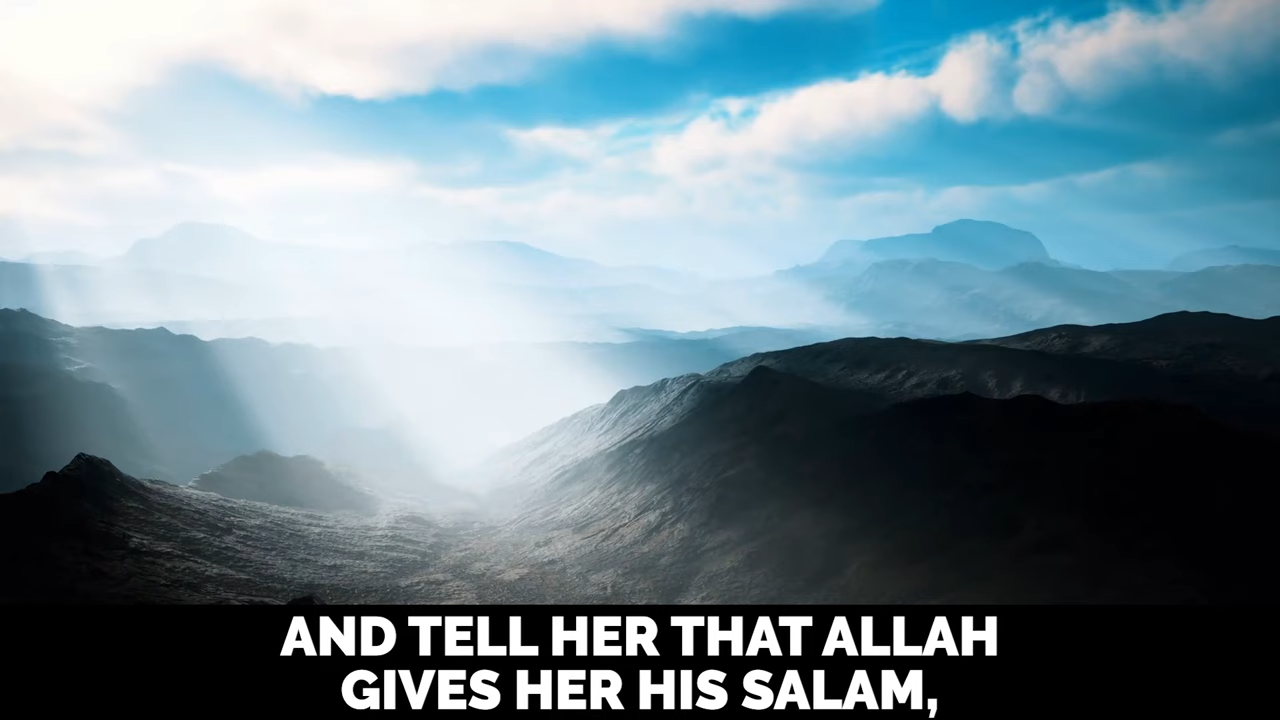 AND TELL HER THAT ALLAH
GIVES HER HIS SALAM,